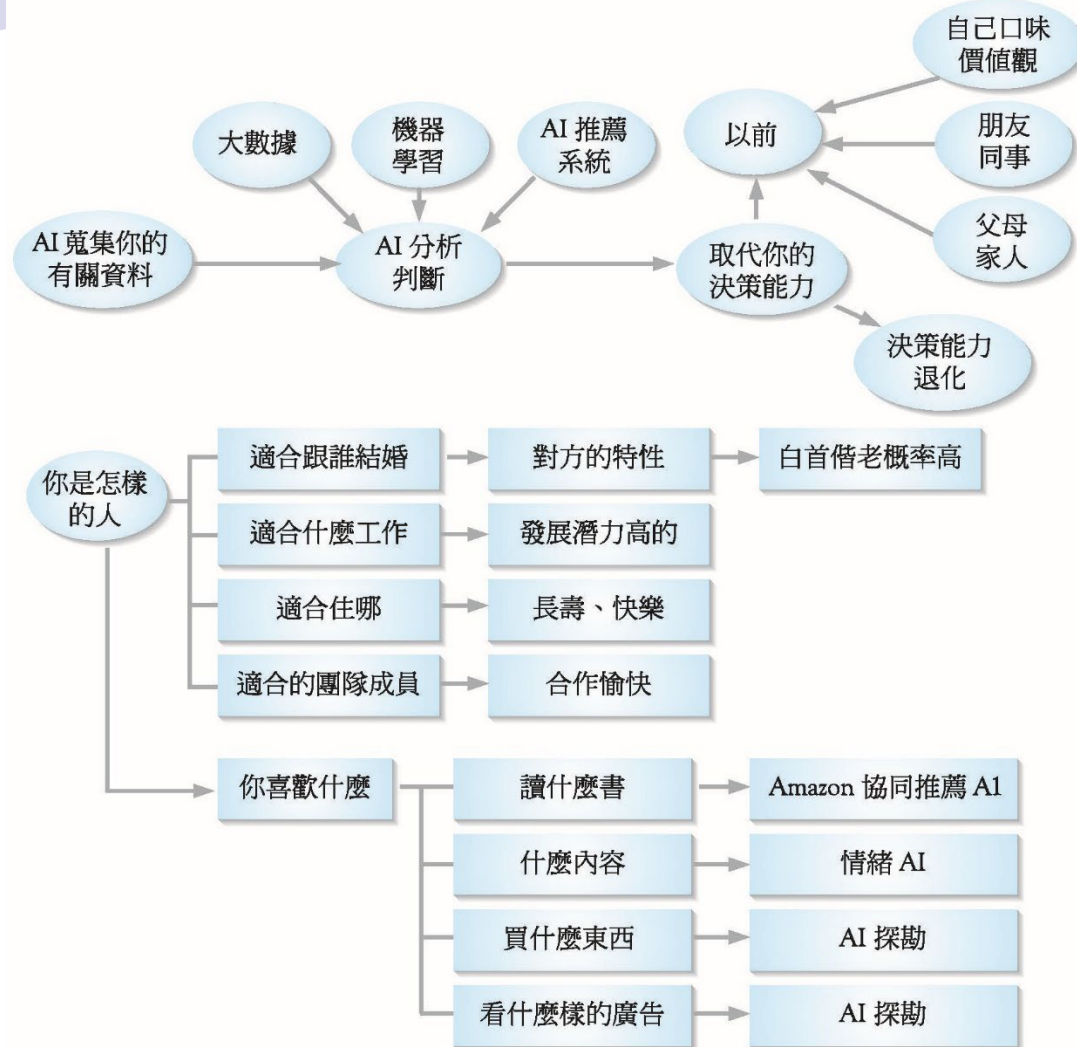 自己口味
價值觀
大數據
機器
學習
AI 推薦
系統
以前
朋友
同事
AI 蒐集你的
有關資料
AI 分析
判斷
取代你的
決策能力
父母
家人
決策能力
退化
你是怎樣
的人
適合跟誰結婚
對方的特性
白首偕老概率高
適合什麼工作
發展潛力高的
適合住哪
長壽、快樂
適合的團隊成員
合作愉快
你喜歡什麼
讀什麼書
Amazon 協同推薦 A1
什麼內容
情緒 AI
買什麼東西
AI 探勘
看什麼樣的廣告
AI 探勘